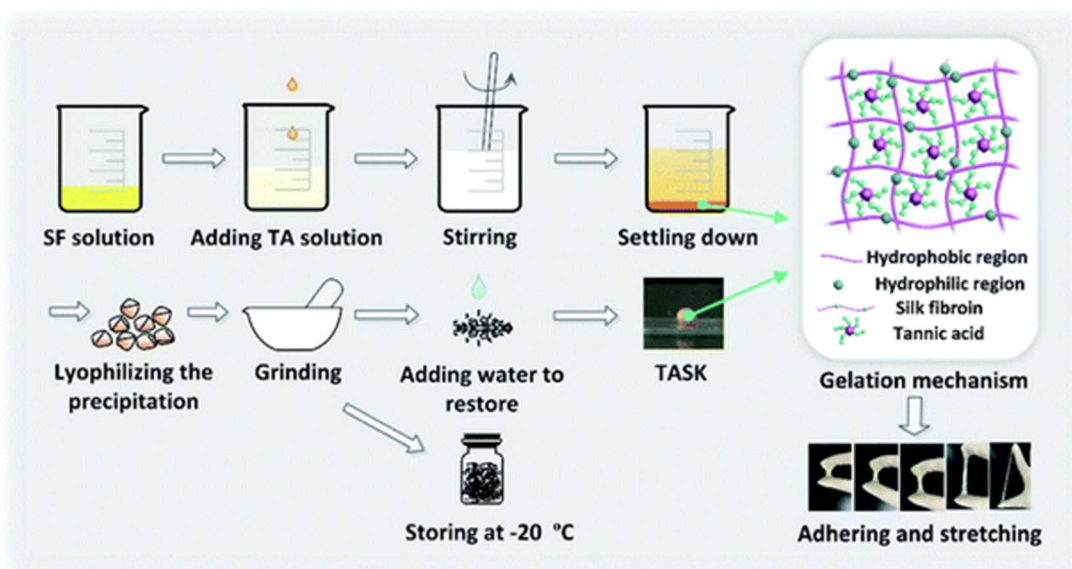 SF solution
Adding TA solution
Stirring
Settling down
Hydrophobic region
Hydrophilic region
Silk fibroin
Tannic acid
Gelation mechanism
Lyophilizing the
precipitation
Grinding
Adding water to
restore
TASK
Storing at -20 °C
Adhering and stretching